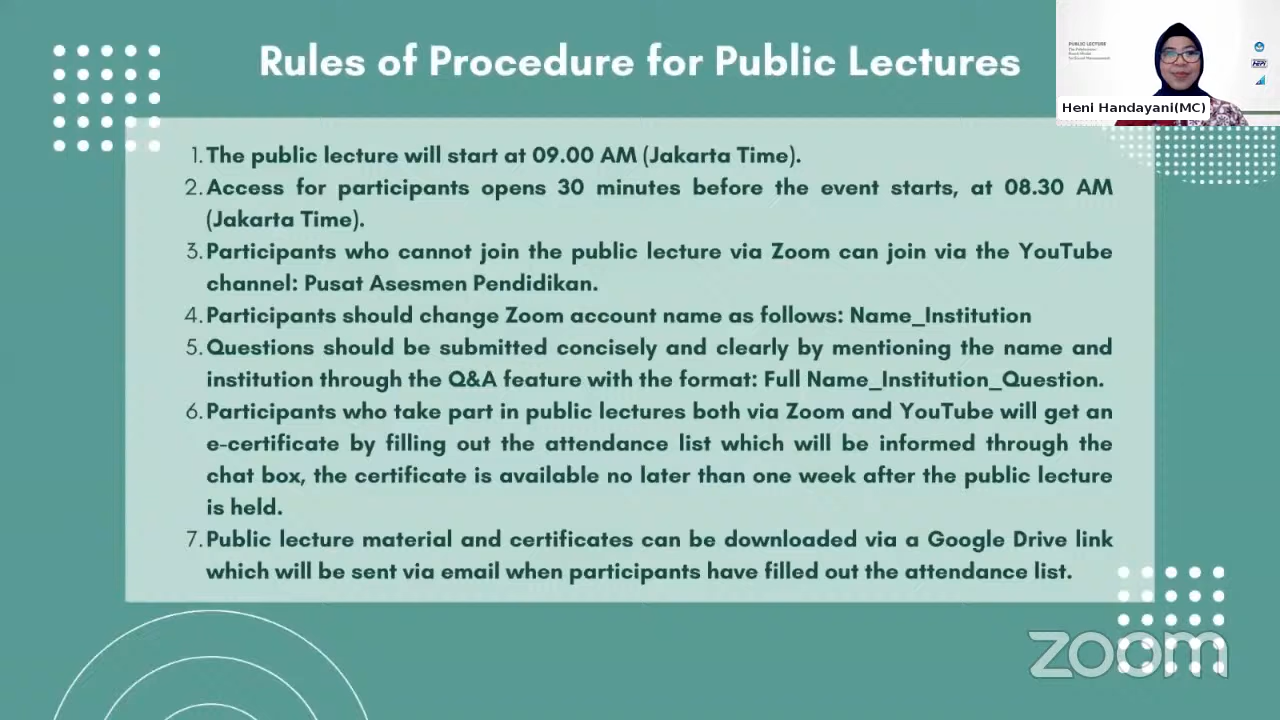 Rules of Procedure for Public Lectures
PUBLIC LECTURE
Heni Handayani(MC)
1. The public lecture will start at 09.00 AM (Jakarta Time).
2. Access for participants opens 30 minutes before the event starts, at 08.30 AM
(Jakarta Time).
3. Participants who cannot join the public lecture via Zoom can join via the YouTube
channel: Pusat Asesmen Pendidikan.
4. Participants should change Zoom account name as follows: Name_Institution
5. Questions should be submitted concisely and clearly by mentioning the name and
institution through the Q&A feature with the format: Full Name_Institution_Question.
6. Participants who take part in public lectures both via Zoom and YouTube will get an
e-certificate by filling out the attendance list which will be informed through the
chat box, the certificate is available no later than one week after the public lecture
is held.
7. Public lecture material and certificates can be downloaded via a Google Drive link
which will be sent via email when participants have filled out the attendance list.
zoom